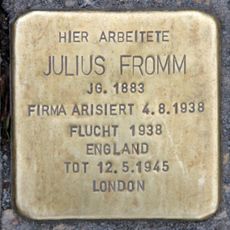 HIER ARBEITETE
JULIUS FROMM
JG. 1883
FIRMA ARISIERT 4.8.1938
FLUCHT 1938
ENGLAND
TOT 12.5.1945
LONDON